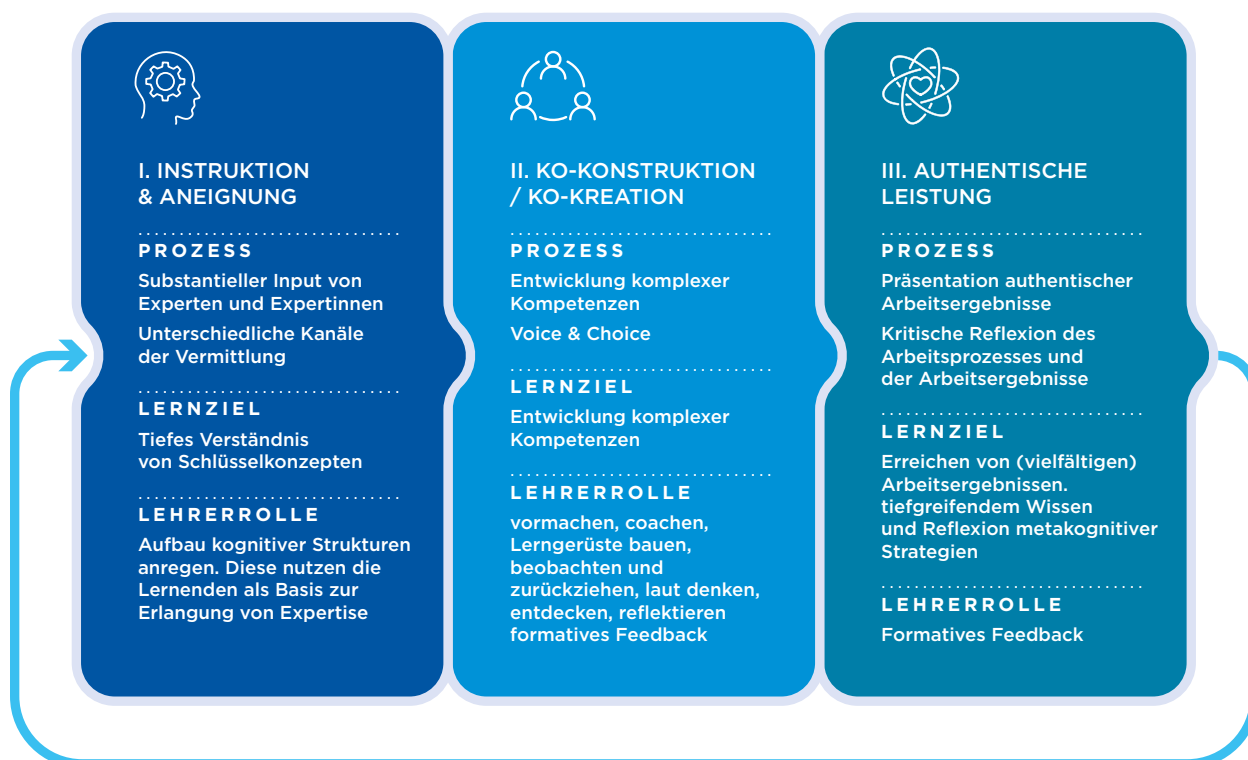 I. INSTRUKTION
& ANEIGNUNG
PROZESS
Substantieller Input von
Experten und Expertinnen
Unterschiedliche Kanäle
der Vermittlung
LERNZIEL
Tiefes Verständnis
von Schlüsselkonzepten
LEHRERROLLE
Aufbau kognitiver Strukturen
anregen. Diese nutzen die
Lernenden als Basis zur
Erlangung von Expertise
II. KO-KONSTRUKTION
/ KO-KREATION
PROZESS
Entwicklung komplexer
Kompetenzen
Voice & Choice
LERNZIEL
Entwicklung komplexer
Kompetenzen
LEHRERROLLE
vormachen, coachen,
Lerngerüste bauen,
beobachten und
zurückziehen, laut denken,
entdecken, reflektieren
formatives Feedback
III. AUTHENTISCHE
LEISTUNG
PROZESS
Präsentation authentischer
Arbeitsergebnisse
Kritische Reflexion des
Arbeitsprozesses und
der Arbeitsergebnisse
LERNZIEL
Erreichen von (vielfältigen)
Arbeitsergebnissen.
tiefgreifendem Wissen
und Reflexion metakognitiver
Strategien
LEHRERROLLE
Formatives Feedback